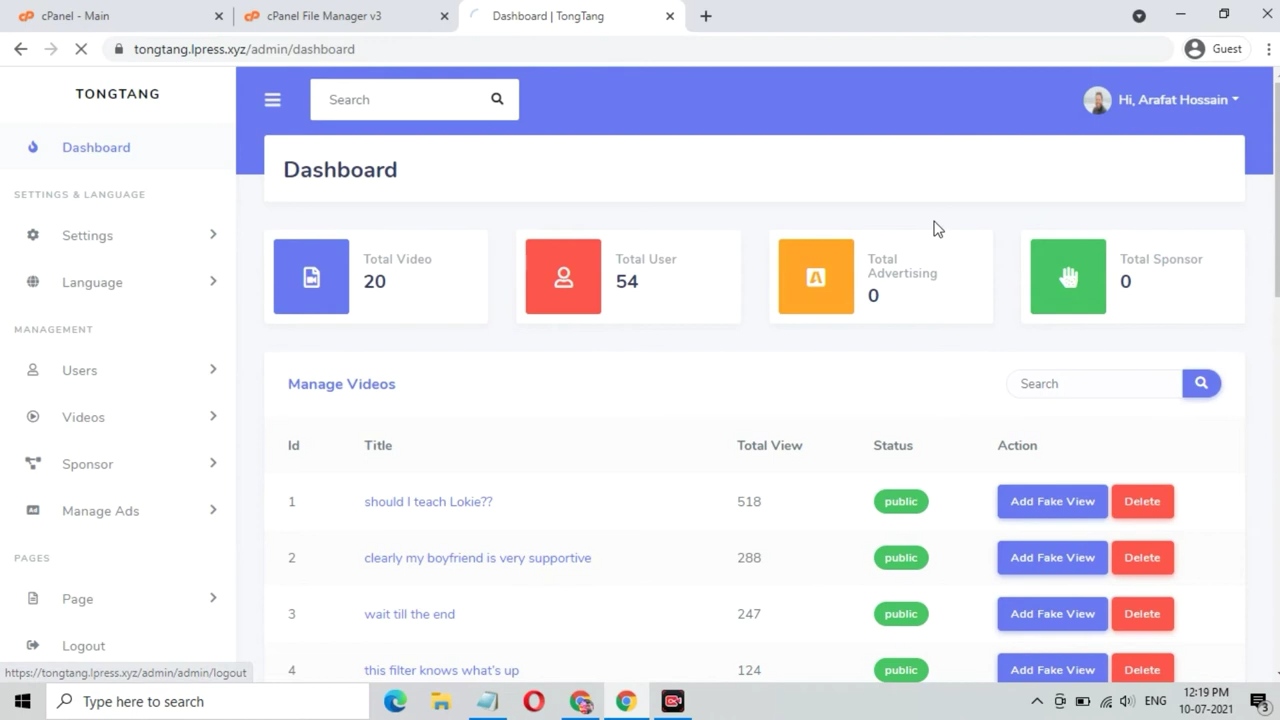 cPanel - Main
cPanel File Manager v3
Dashboard | TongTang
tongtang.lpress.xyz/admin/dashboard
Guest
TONGTANG
Search
Hi, Arafat Hossain
Dashboard
Dashboard
SETTINGS & LANGUAGE
Settings
Language
MANAGEMENT
Users
Videos
Sponsor
Manage Ads
PAGES
Page
Logout
Total Video
20
Total User
54
Total
Advertising
0
Total Sponsor
0
Manage Videos
Search
Id Title Total View Status Action
1 should I teach Lokie?? 518 public Add Fake View Delete
2 clearly my boyfriend is very supportive 288 public Add Fake View Delete
3 wait till the end 247 public Add Fake View Delete
4 this filter knows what's up 124 public Add Fake View Delete
https://tongtang.lpress.xyz/admin/admin/logout
Type here to search
ENG
12:19 PM
10-07-2021
3